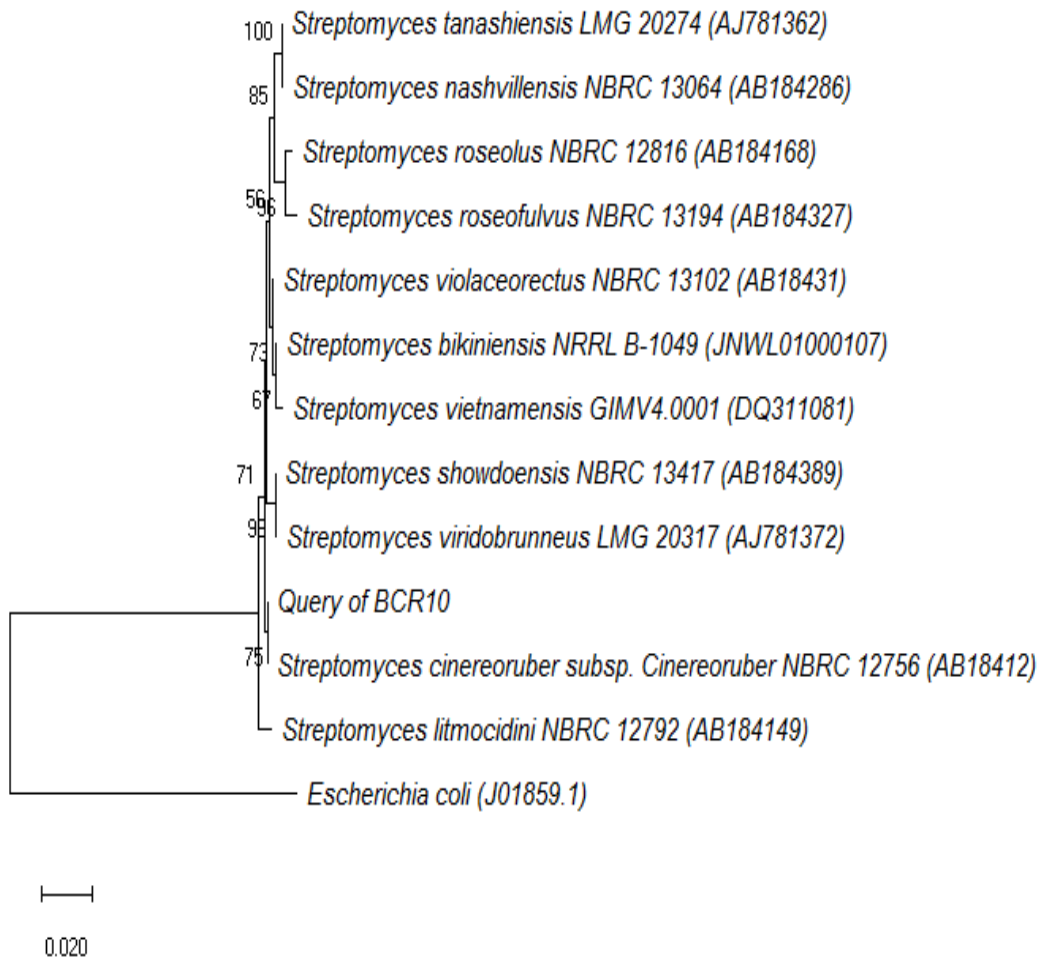 100
Streptomyces tanashiensis LMG 20274 (AJ781362)
Streptomyces nashvillensis NBRC 13064 (AB184286)
85
Streptomyces roseolus NBRC 12816 (AB184168)
56
96
Streptomyces roseofulvus NBRC 13194 (AB184327)
Streptomyces violaceorectus NBRC 13102 (AB18431)
73
Streptomyces bikiniensis NRRL B-1049 (JNWL01000107)
67
Streptomyces vietnamensis GIMV4.0001 (DQ311081)
71
Streptomyces showdoensis NBRC 13417 (AB184389)
Streptomyces viridobrunneus LMG 20317 (AJ781372)
Query of BCR10
75
Streptomyces cinereoruber subsp. Cinereoruber NBRC 12756 (AB18412)
Streptomyces litmocidini NBRC 12792 (AB184149)
Escherichia coli (J01859.1)
0.020